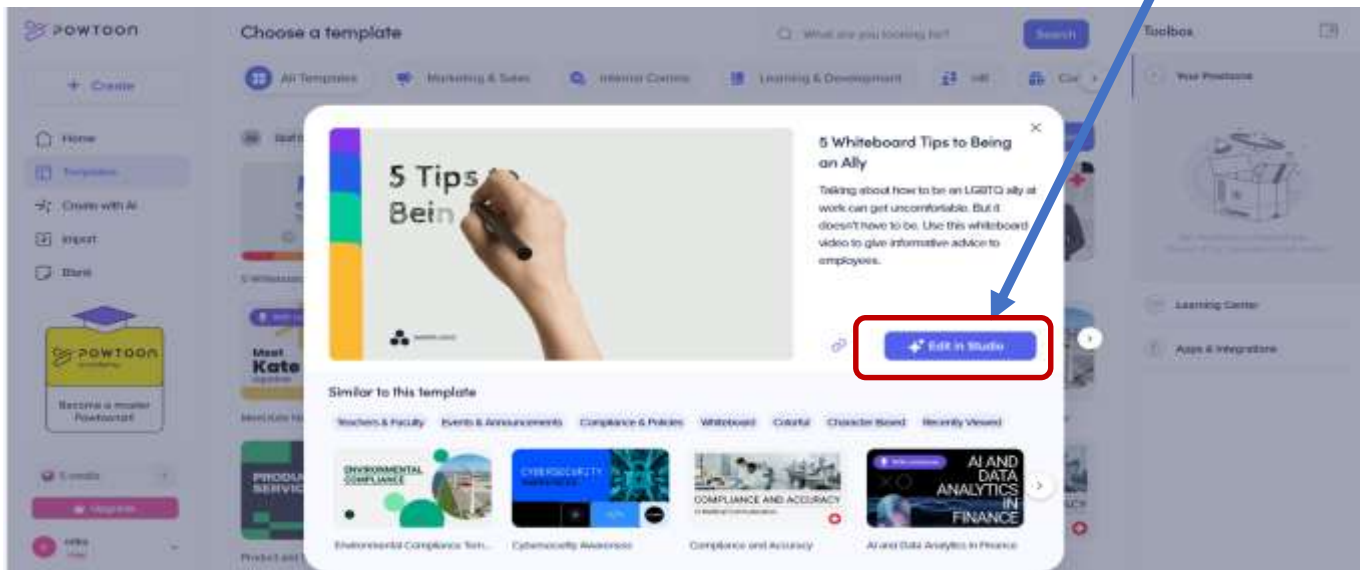 POWTOON
Choose a template
What are you looking for?
Search
Toolbox
+ Create
All Templates
Marketing & Sales
Internal Comms
Learning & Development
HR
Your Powtoons
Home
Templates
Create with AI
Import
Blank
5 Tips to
Bein
5 Whiteboard Tips to Being
an Ally
Talking about how to be an LGBTQ ally at
work can get uncomfortable. But it
doesn't have to be. Use this whiteboard
video to give informative advice to
employees.
Edit in Studio
Learning Center
Apps & Integrations
POWTOON
Become a master
Powtooner!
Meet
Kate
Similar to this template
Teachers & Faculty
Events & Announcements
Compliance & Policies
Whiteboard
Colorful
Character Based
Recently Viewed
ENVIRONMENTAL
COMPLIANCE
CYBERSECURITY
AWARENESS
COMPLIANCE AND ACCURACY
AI AND
DATA
ANALYTICS
IN
FINANCE
Environmental Compliance Tem...
Cybersecurity Awareness
Compliance and Accuracy
AI and Data Analytics in Finance
5 credits
Upgrade